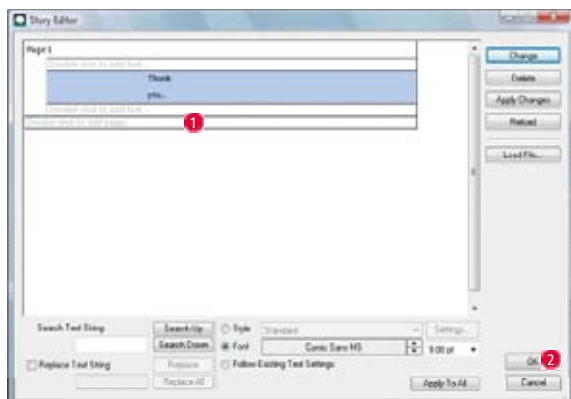 Story Editor
Page 1
Double click to add text...
Thank
you...
Double click to add text...
Double click to add page...
1
Change
Delete
Apply Changes
Reload
Load File...
Search Text String
Search Up
Search Down
Style
Standard
Settings...
Font
Comic Sans MS
9.00 pt
Replace Text String
Replace
Replace All
Follow Existing Text Settings
OK
2
Apply To All
Cancel